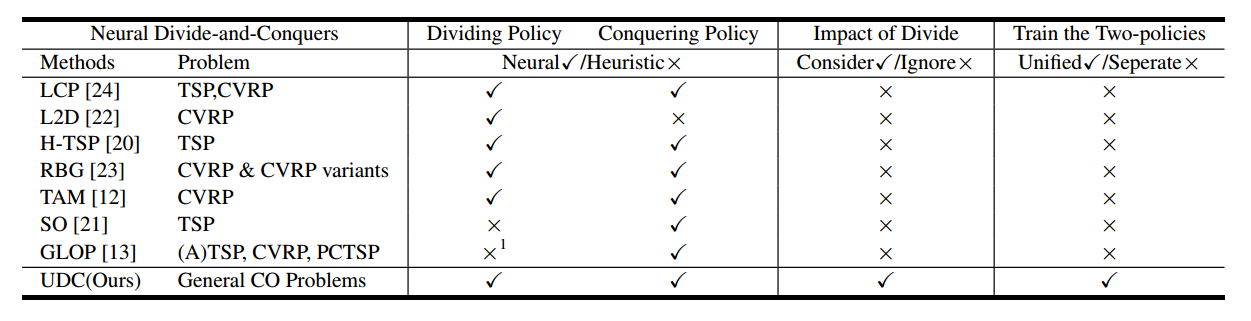 Neural Divide-and-Conquers Dividing Policy Conquering Policy Impact of Divide Train the Two-policies
Methods Problem Neural✓/Heuristic× Consider✓/Ignore× Unified✓/Seperate×
LCP [24] TSP,CVRP ✓ ✓ × ×
L2D [22] CVRP ✓ × × ×
H-TSP [20] TSP ✓ ✓ × ×
RBG [23] CVRP & CVRP variants ✓ ✓ × ×
TAM [12] CVRP ✓ ✓ × ×
SO [21] TSP × ✓ × ×
GLOP [13] (A)TSP, CVRP, PCTSP ×¹ ✓ × ×
UDC(Ours) General CO Problems ✓ ✓ ✓ ✓